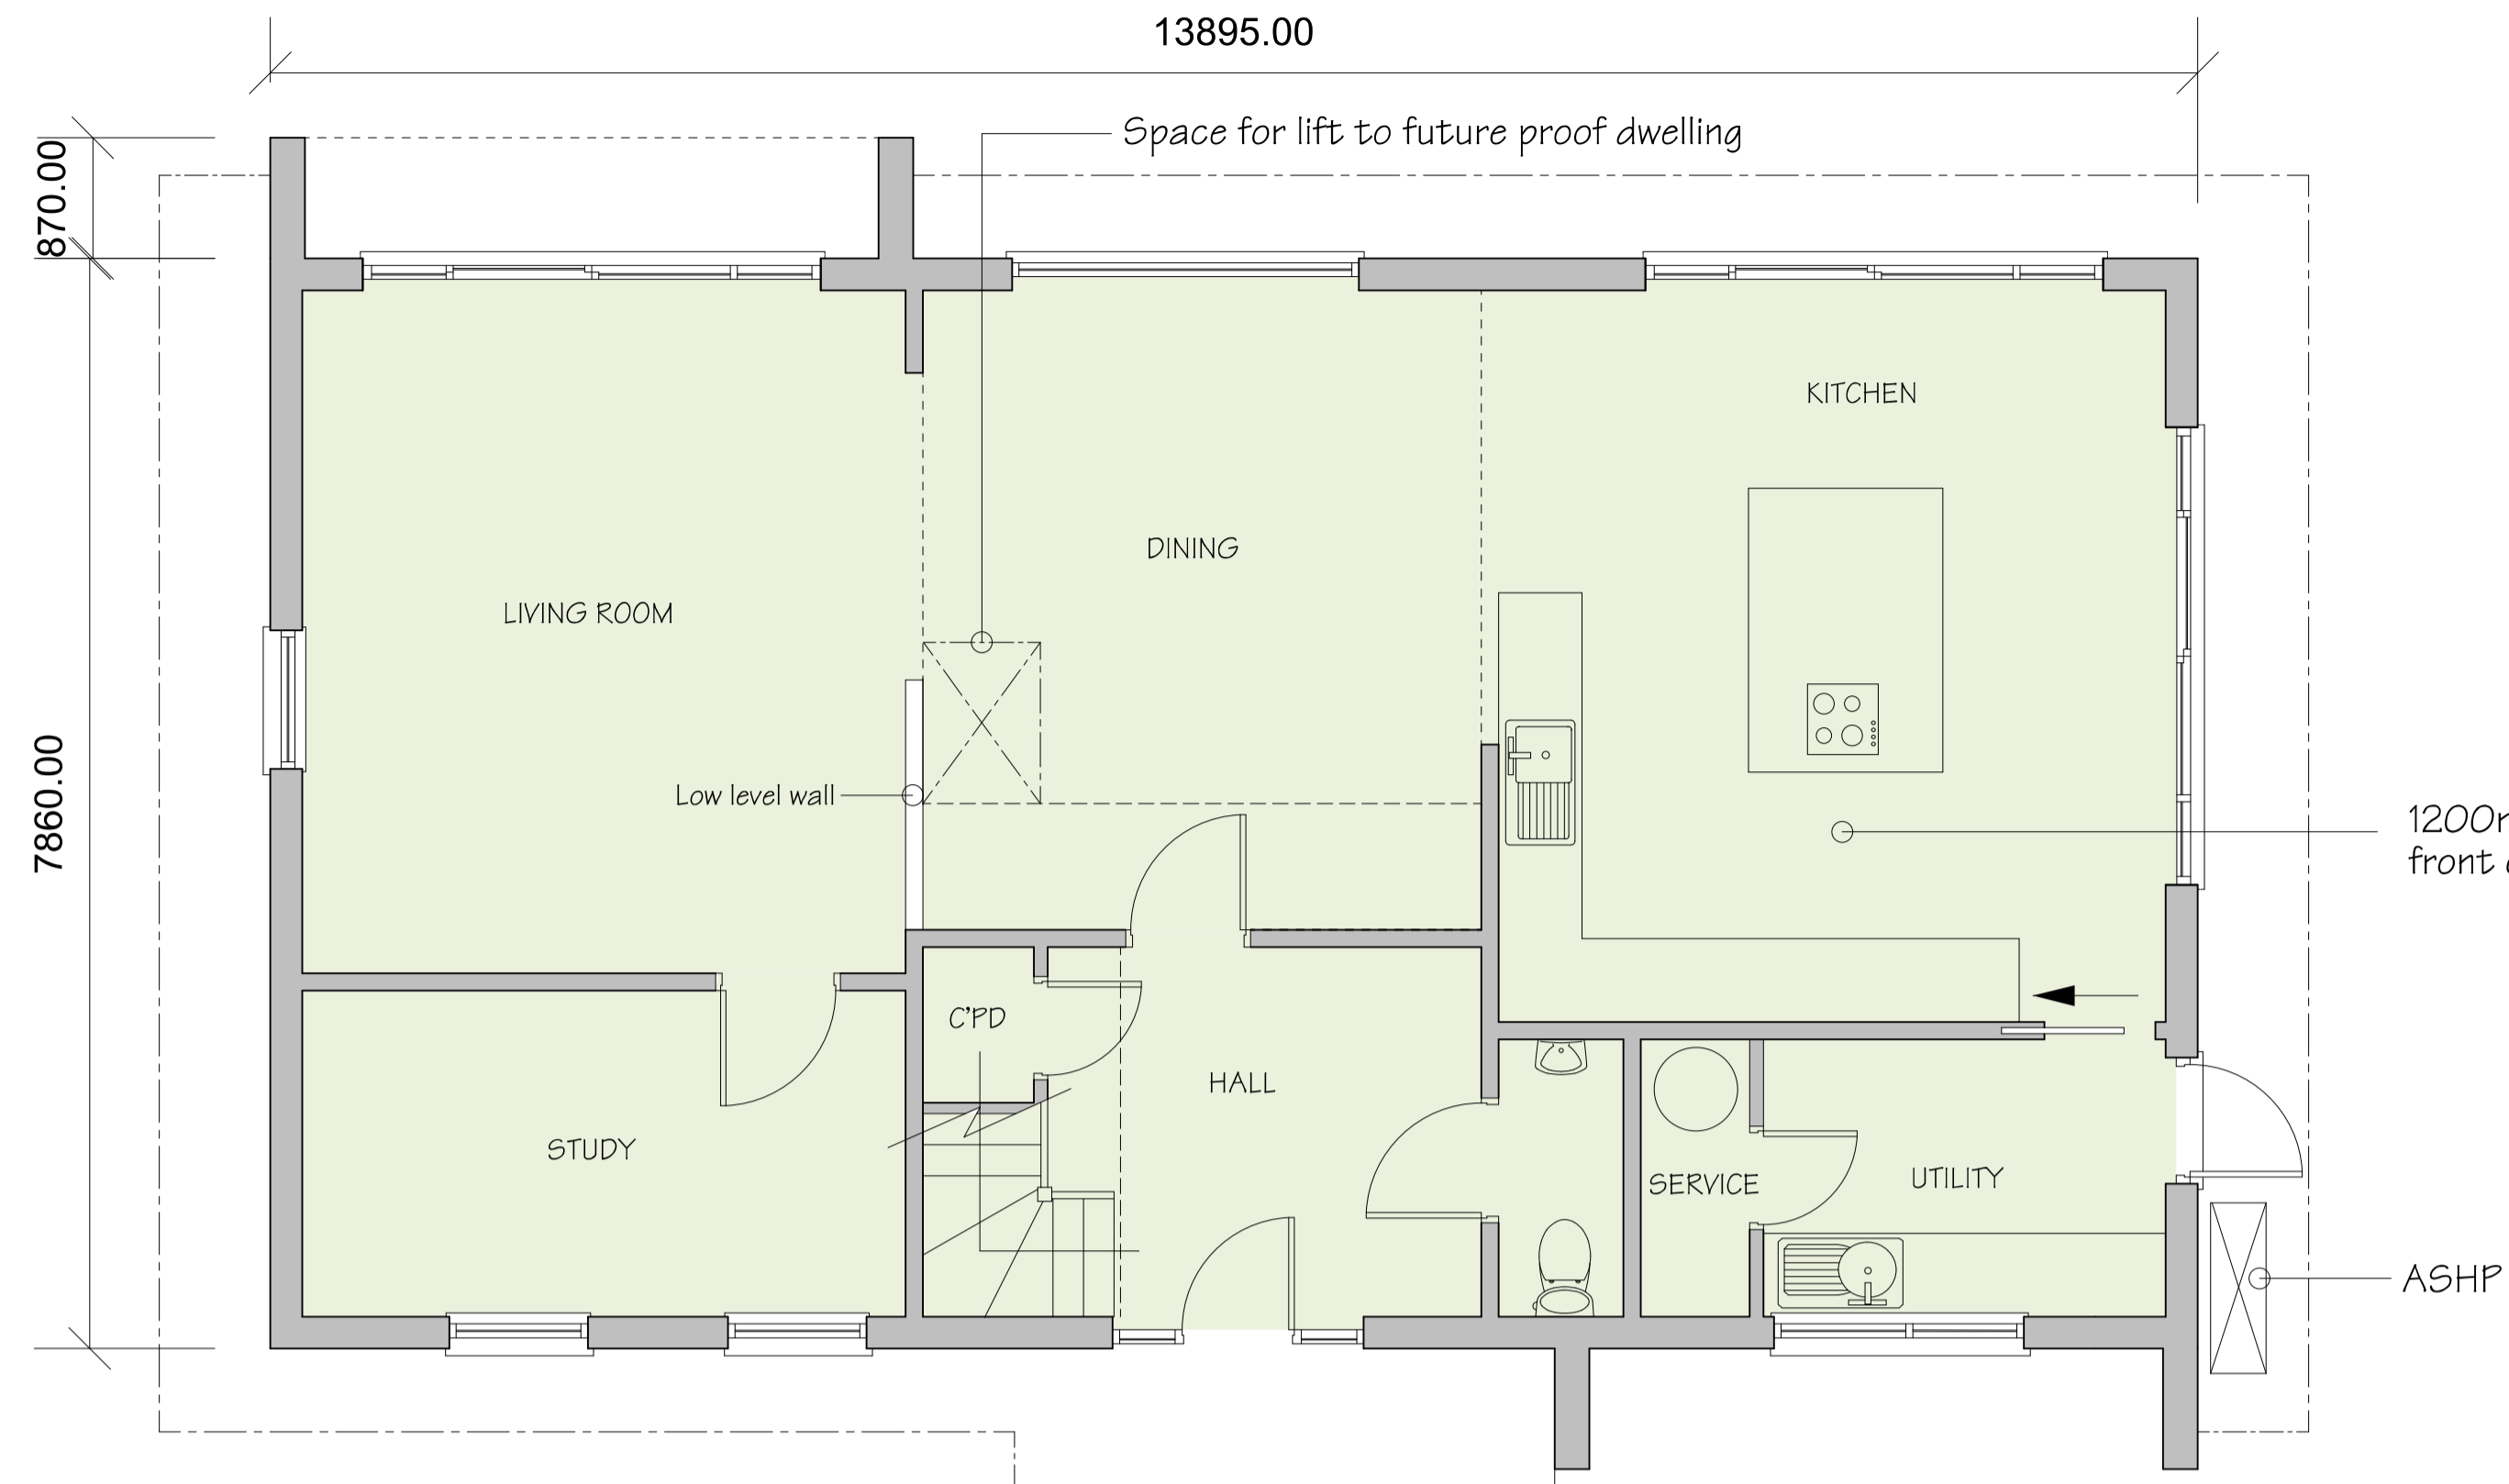 13895.00
Space for lift to future proof dwelling
870.00
KITCHEN
DINING
LIVING ROOM
Low level wall
7860.00
front
C'PD
HALL
STUDY
SERVICE
UTILITY
ASHP